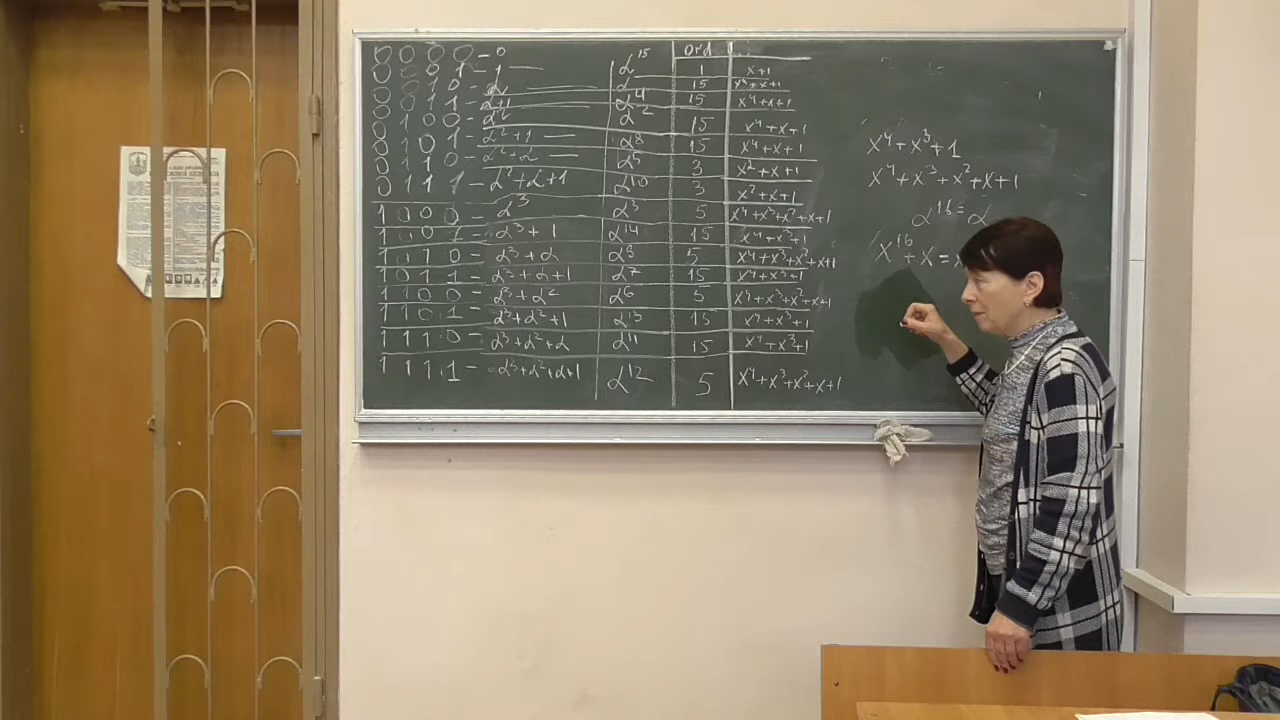 Ord
0 0 0 0 - 0
0 0 0 1 - 1 α¹⁵ 1 x+1
0 0 1 0 - α α 15 x⁴+x+1
0 0 1 1 - α+1 α⁴ 15 x⁴+x+1
0 1 0 0 - α² α² 15 x⁴+x+1
0 1 0 1 - α²+1 α⁸ 15 x⁴+x+1
0 1 1 0 - α²+α α⁵ 3 x²+x+1
0 1 1 1 - α²+α+1 α¹⁰ 3 x²+x+1
1 0 0 0 - α³ α³ 5 x⁴+x³+x²+x+1
1 0 0 1 - α³+1 α¹⁴ 15 x⁴+x³+1
1 0 1 0 - α³+α α⁹ 5 x⁴+x³+x²+x+1
1 0 1 1 - α³+α+1 α⁷ 15 x⁴+x³+1
1 1 0 0 - α³+α² α⁶ 5 x⁴+x³+x²+x+1
1 1 0 1 - α³+α²+1 α¹³ 15 x⁴+x³+1
1 1 1 0 - α³+α²+α α¹¹ 15 x⁴+x³+1
1 1 1 1 - α³+α²+α+1 α¹² 5 x⁴+x³+x²+x+1
x⁴+x³+1
x⁴+x³+x²+x+1
α¹⁶=α
x¹⁶+x=